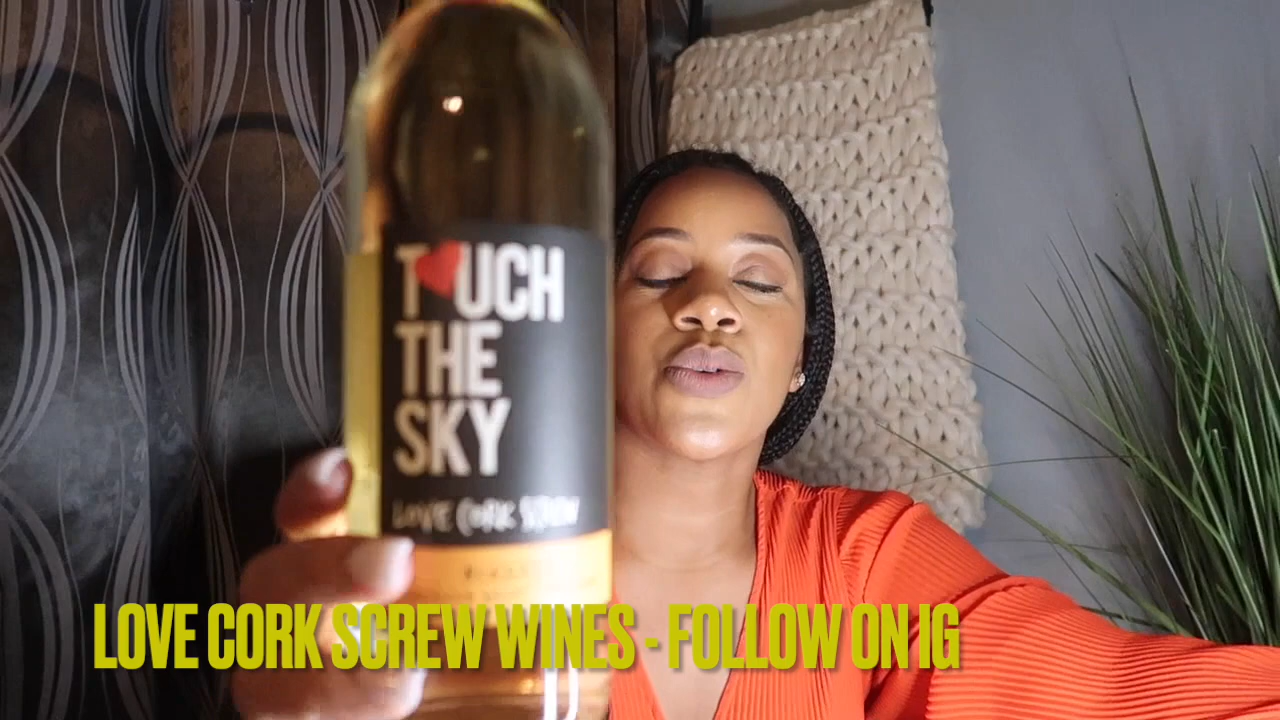 T❤UCH
THE
SKY
LOVE CORK SCREW
LOVE CORK SCREW WINES - FOLLOW ON IG